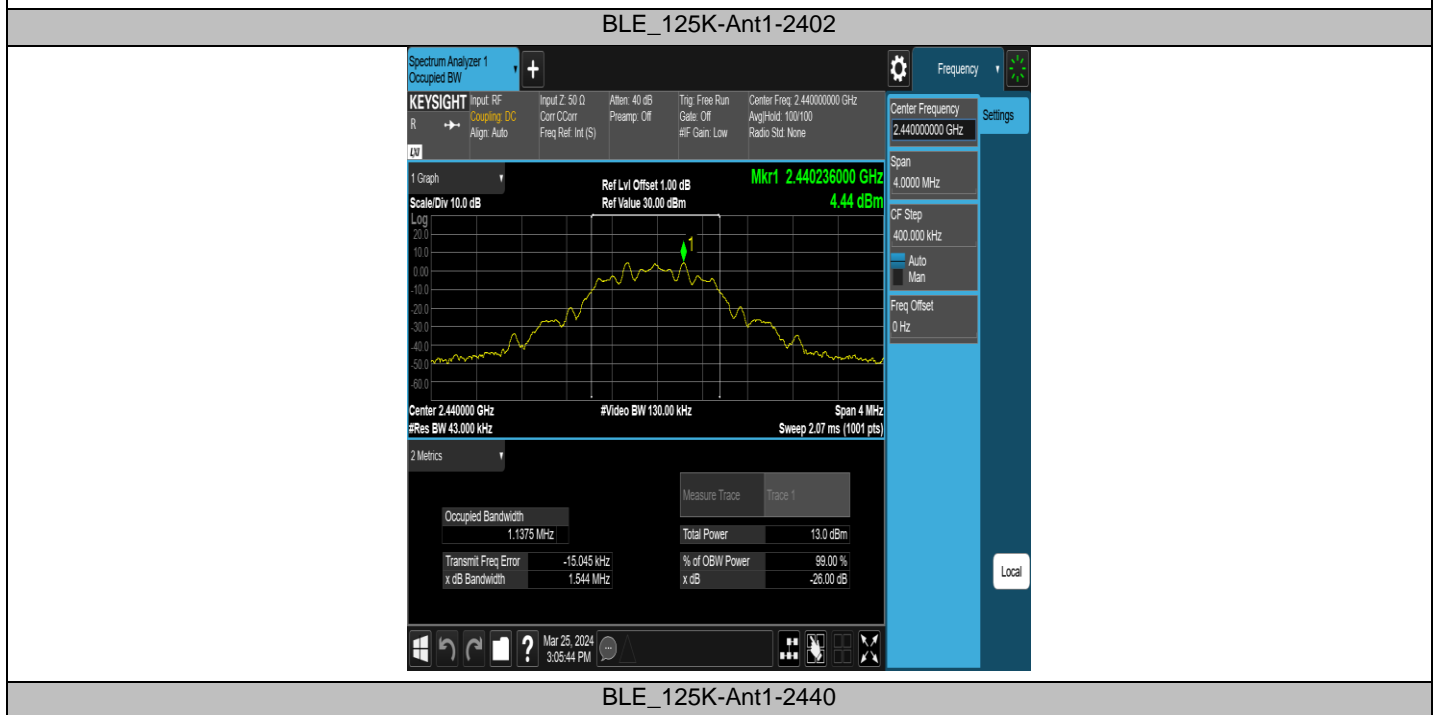 BLE_125K-Ant1-2402
Spectrum Analyzer 1
Occupied BW
+
Frequency
KEYSIGHT
R
LXI
Input: RF
Coupling: DC
Align: Auto
Input Z: 50 Ω
Corr CCorr
Freq Ref: Int (S)
Atten: 40 dB
Preamp: Off
Trig: Free Run
Gate: Off
#IF Gain: Low
Center Freq: 2.440000000 GHz
Avg|Hold: 100/100
Radio Std: None
Center Frequency
2.440000000 GHz
Settings
Span
4.0000 MHz
CF Step
400.000 kHz
Auto
Man
Freq Offset
0 Hz
1 Graph
Scale/Div 10.0 dB
Ref Lvl Offset 1.00 dB
Ref Value 30.00 dBm
Mkr1 2.440236000 GHz
4.44 dBm
Log
20.0
10.0
0.00
-10.0
-20.0
-30.0
-40.0
-50.0
-60.0
1
Center 2.440000 GHz
#Video BW 130.00 kHz
Span 4 MHz
#Res BW 43.000 kHz
Sweep 2.07 ms (1001 pts)
2 Metrics
Measure Trace Trace 1
Occupied Bandwidth
1.1375 MHz
Total Power 13.0 dBm
Transmit Freq Error -15.045 kHz
% of OBW Power 99.00 %
x dB Bandwidth 1.544 MHz
x dB -26.00 dB
Local
?
Mar 25, 2024
3:05:44 PM
BLE_125K-Ant1-2440